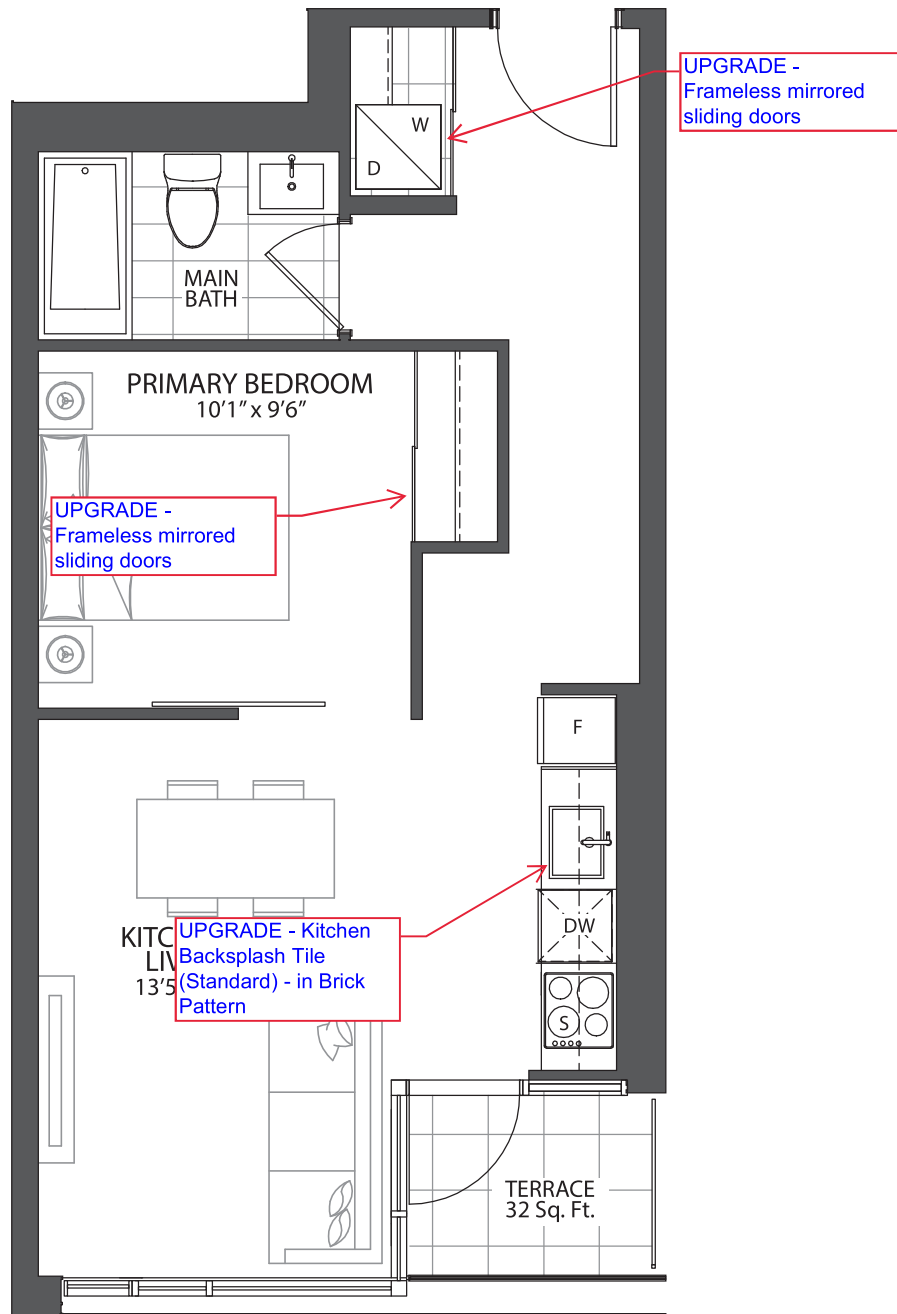 UPGRADE -
Frameless mirrored
sliding doors
W
D
MAIN
BATH
PRIMARY BEDROOM
10'1" x 9'6"
UPGRADE -
Frameless mirrored
sliding doors
F
DW
UPGRADE - Kitchen
Backsplash Tile
(Standard) - in Brick
Pattern
S
TERRACE
32 Sq. Ft.